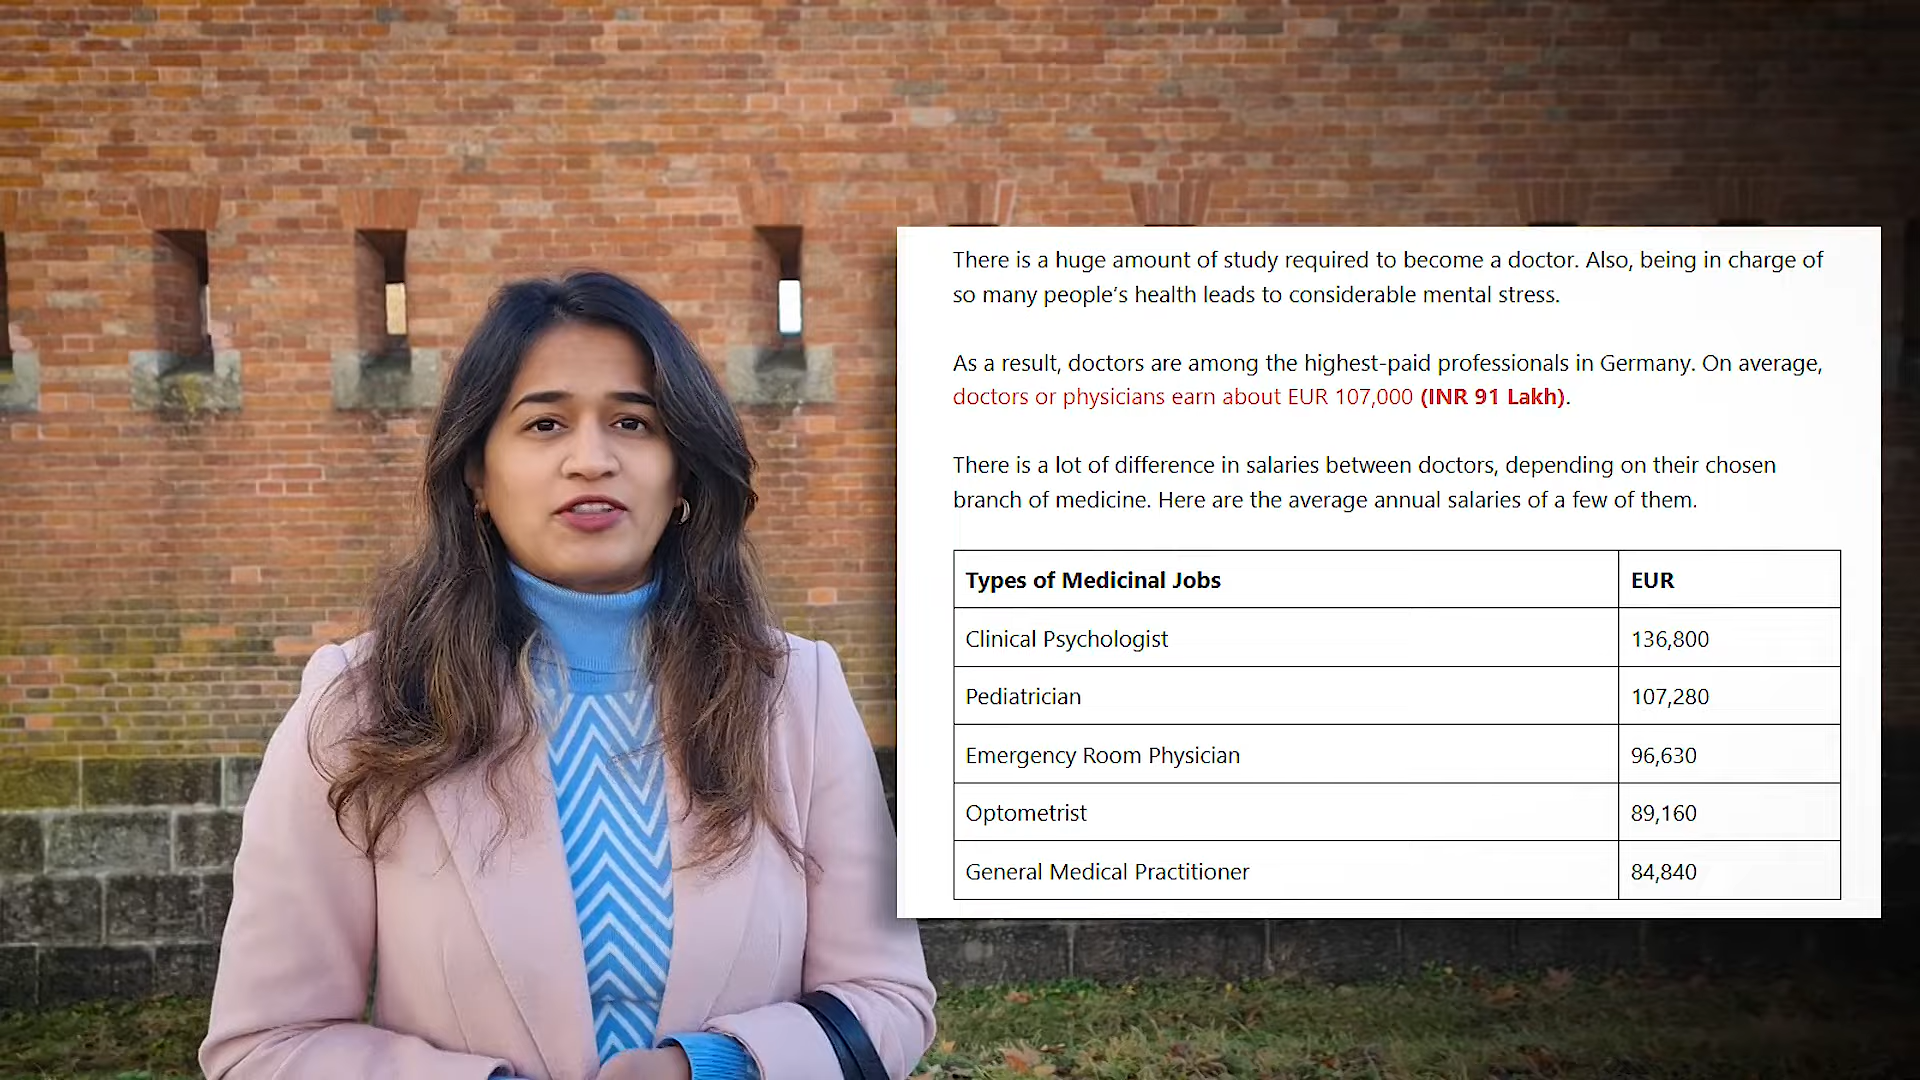 There is a huge amount of study required to become a doctor. Also, being in charge of
so many people's health leads to considerable mental stress.
As a result, doctors are among the highest-paid professionals in Germany. On average,
doctors or physicians earn about EUR 107,000 (INR 91 Lakh).
There is a lot of difference in salaries between doctors, depending on their chosen
branch of medicine. Here are the average annual salaries of a few of them.
Types of Medicinal Jobs EUR
Clinical Psychologist 136,800
Pediatrician 107,280
Emergency Room Physician 96,630
Optometrist 89,160
General Medical Practitioner 84,840